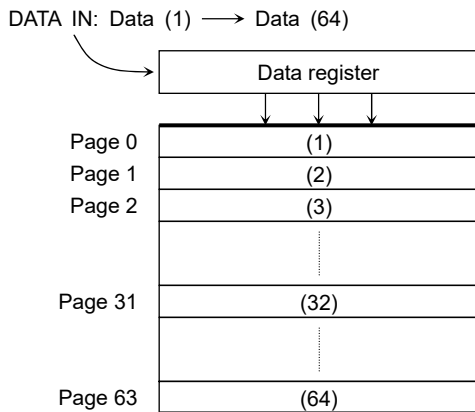 DATA IN: Data (1) ⟶ Data (64)
Data register
Page 0 (1)
Page 1 (2)
Page 2 (3)
Page 31 (32)
Page 63 (64)